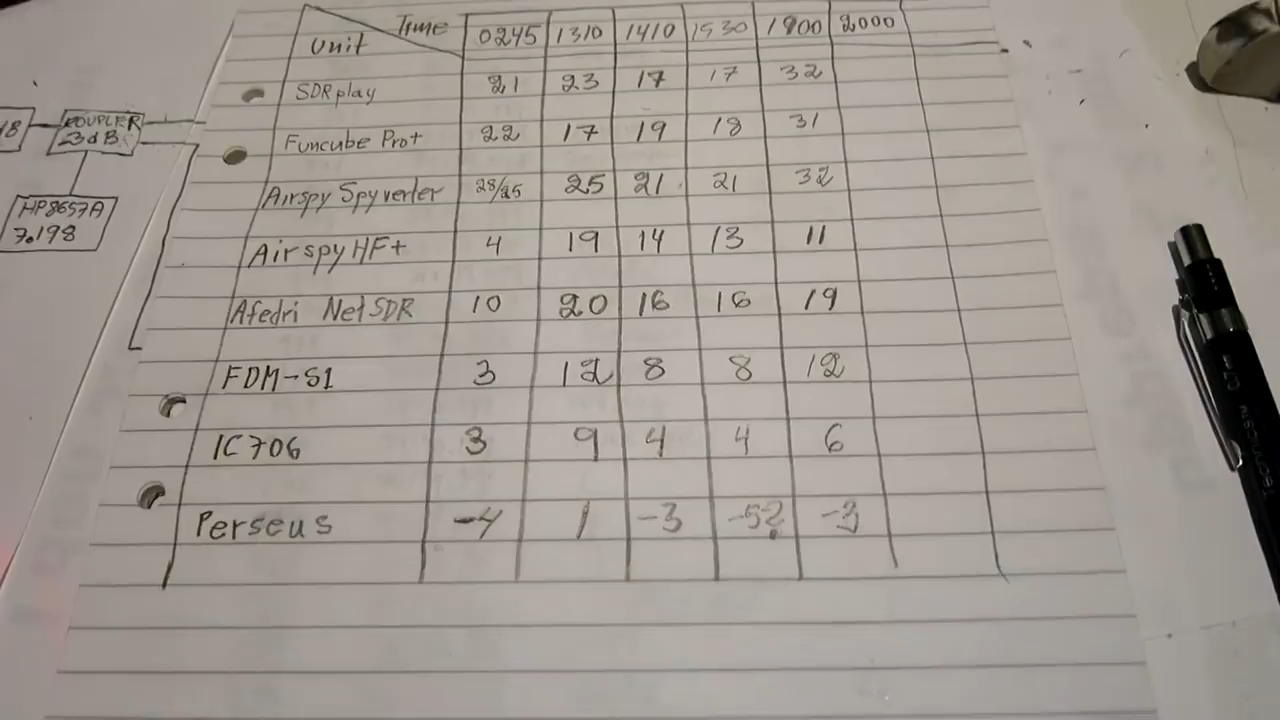 Time
Unit
0245 1310 1410 1530 1900 2000
SDRplay 21 23 17 17 32
Funcube Pro+ 22 17 19 18 31
Airspy Spyverter 28/25 25 21 21 32
Airspy HF+ 4 19 14 13 11
Afedri NetSDR 10 20 16 16 19
FDM-S1 3 12 8 8 12
IC706 3 9 4 4 6
Perseus -4 1 -3 -5? -3
COUPLER
3dB
HP8657A
7.198